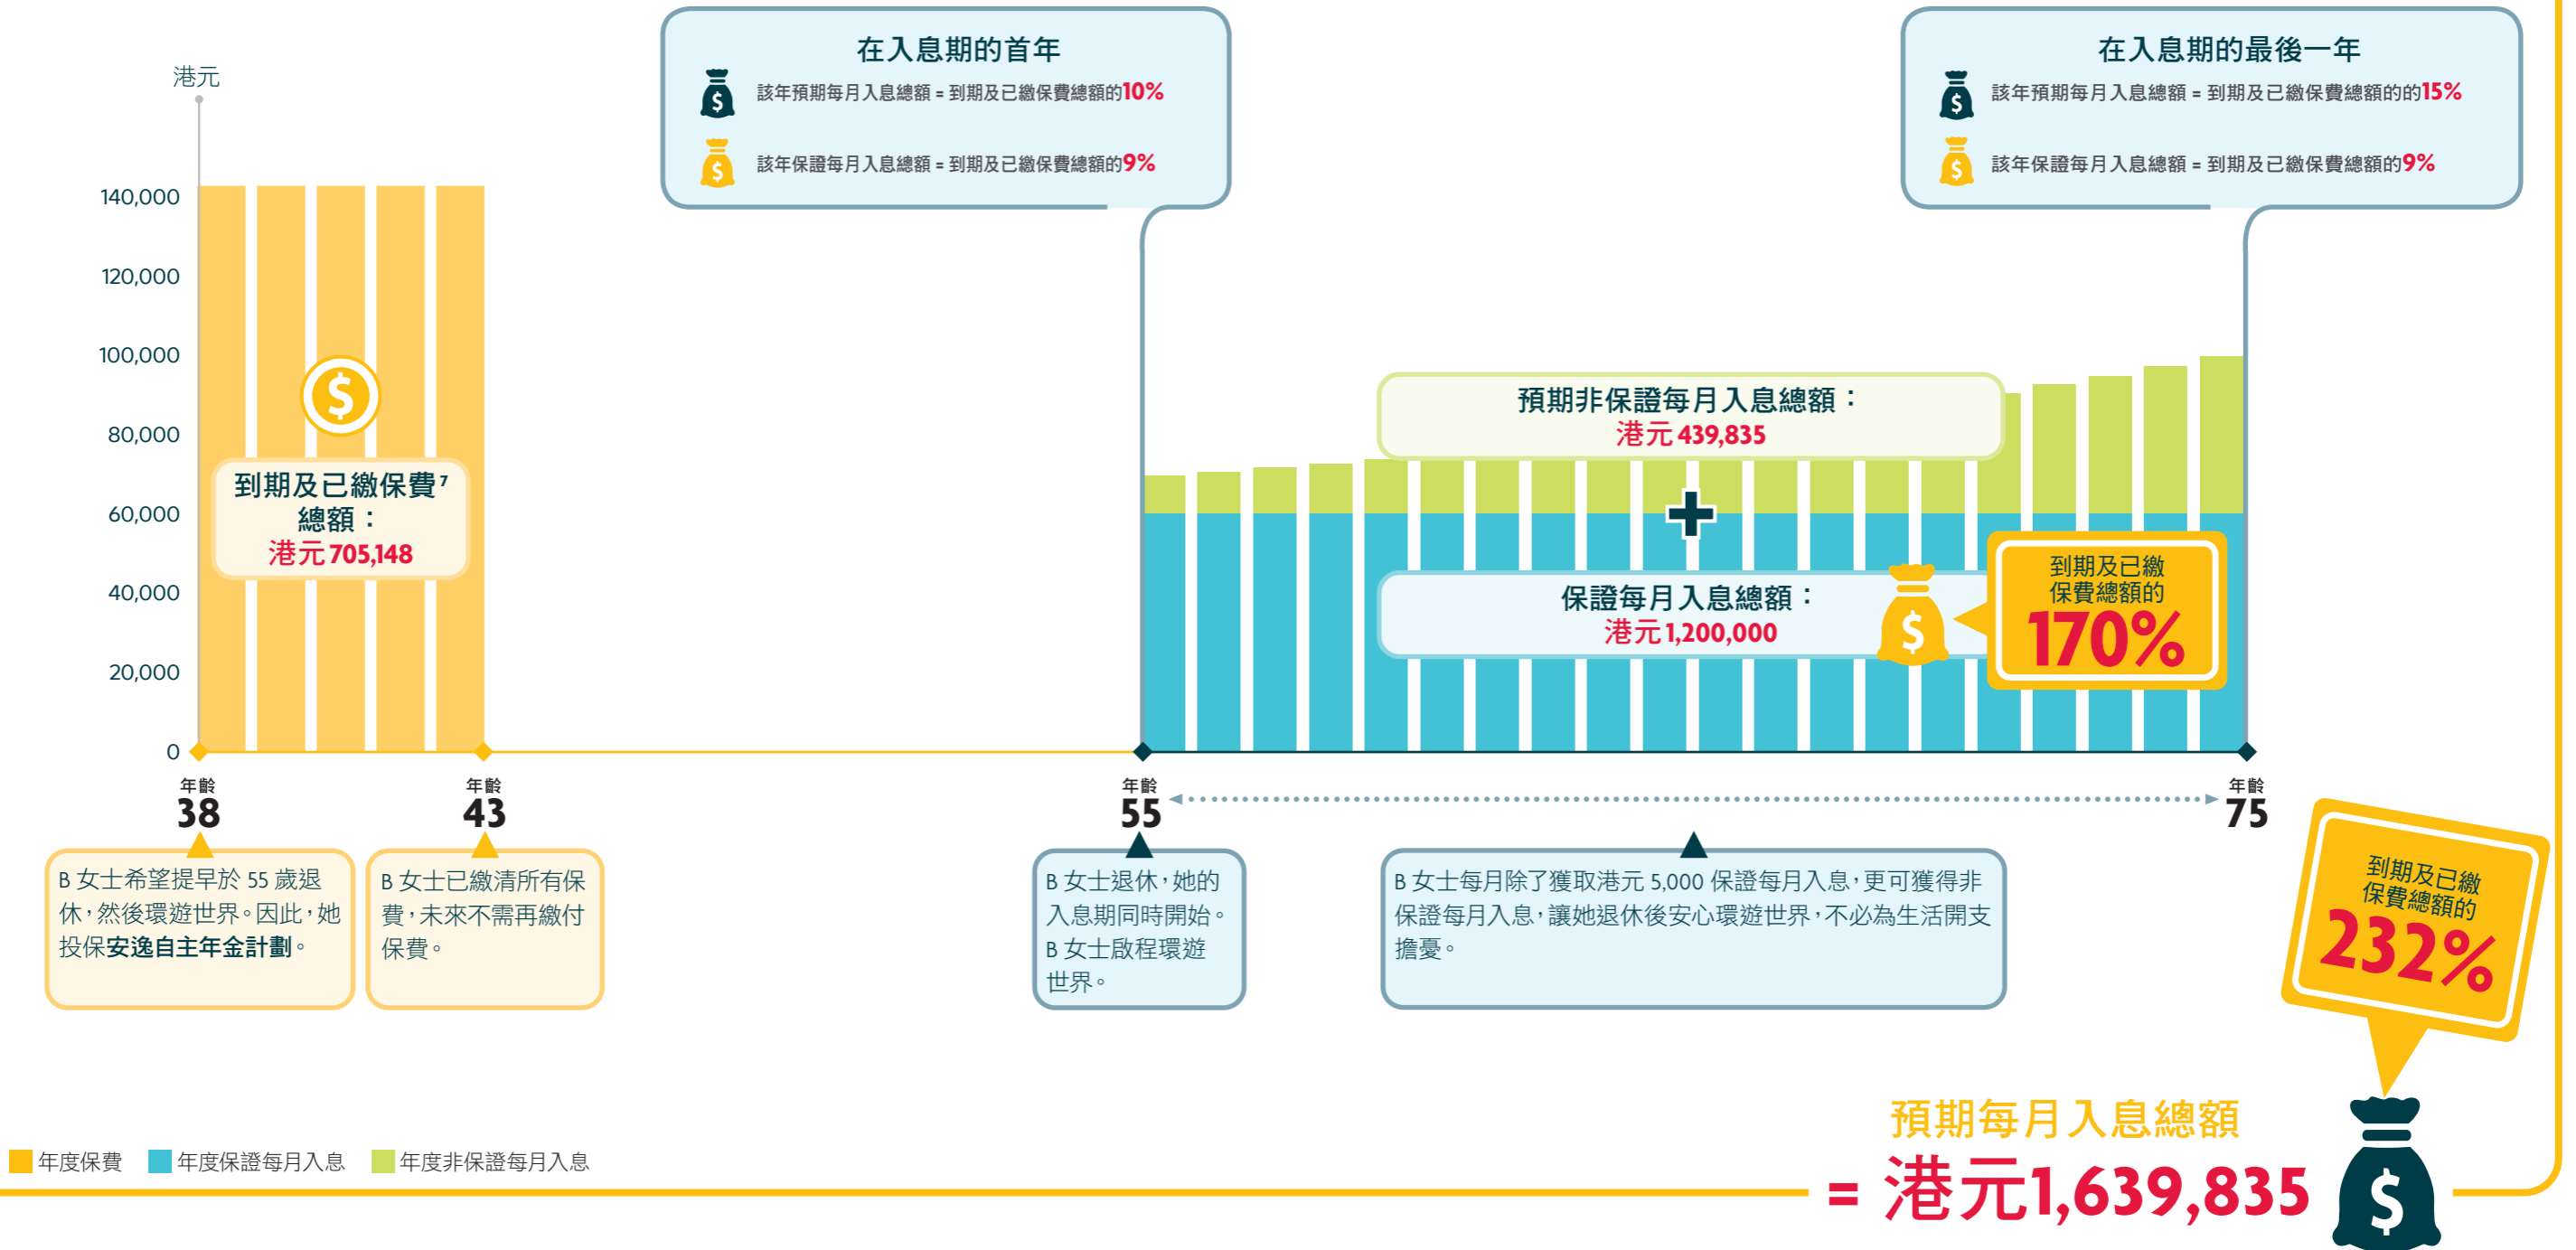 在入息期的首年
該年預期每月入息總額 = 到期及已繳保費總額的10%
該年保證每月入息總額 = 到期及已繳保費總額的9%
在入息期的最後一年
該年預期每月入息總額 = 到期及已繳保費總額的的15%
該年保證每月入息總額 = 到期及已繳保費總額的9%
港元
140,000
120,000
100,000
80,000
60,000
40,000
20,000
0
$
到期及已繳保費7
總額：
港元705,148
預期非保證每月入息總額：
港元439,835
+
保證每月入息總額：
港元1,200,000
$
到期及已繳
保費總額的
170%
年齡
38
年齡
43
年齡
55
年齡
75
B 女士希望提早於 55 歲退
休，然後環遊世界。因此，她
投保安逸自主年金計劃。
B 女士已繳清所有保
費，未來不需再繳付
保費。
B 女士退休，她的
入息期同時開始。
B 女士啟程環遊
世界。
B 女士每月除了獲取港元 5,000 保證每月入息，更可獲得非
保證每月入息，讓她退休後安心環遊世界，不必為生活開支
擔憂。
到期及已繳
保費總額的
232%
年度保費
年度保證每月入息
年度非保證每月入息
預期每月入息總額
= 港元1,639,835
$